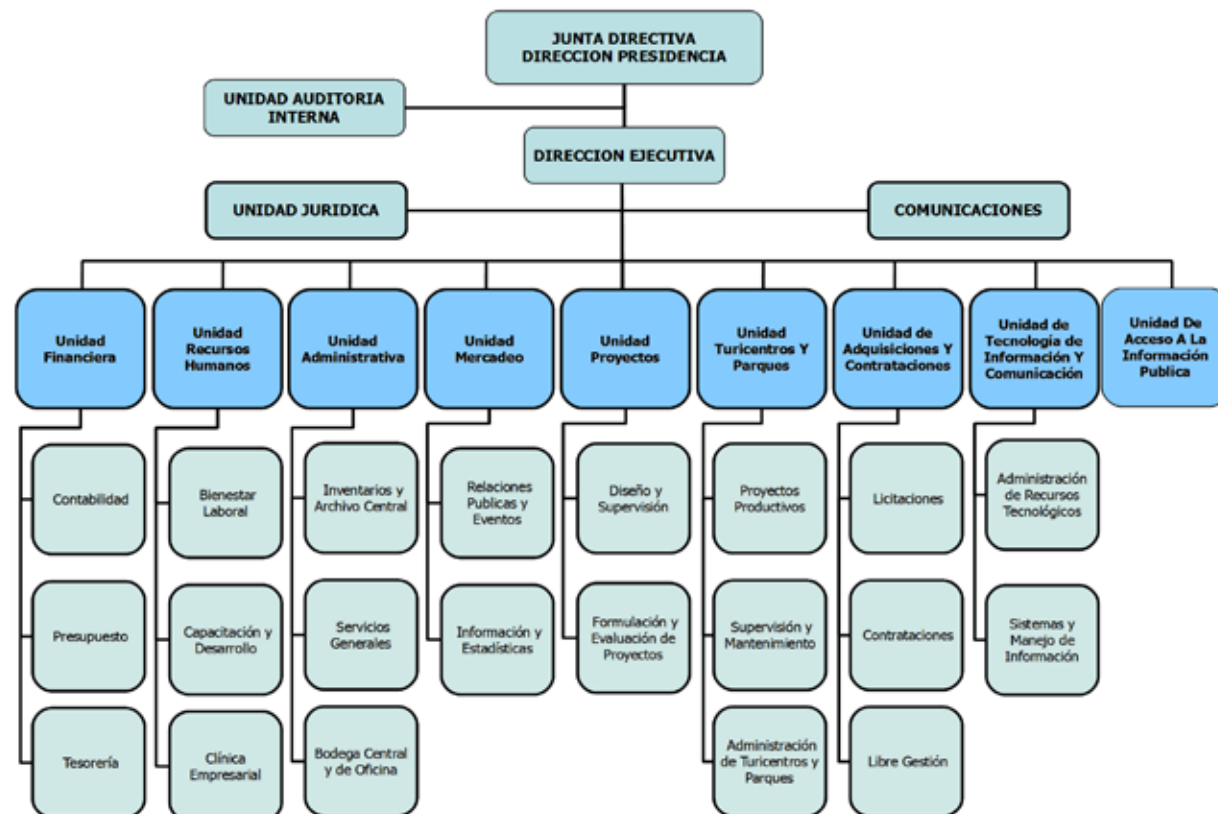 JUNTA DIRECTIVA
DIRECCION PRESIDENCIA
UNIDAD AUDITORIA
INTERNA
DIRECCION EJECUTIVA
UNIDAD JURIDICA
COMUNICACIONES
Unidad
Financiera
Unidad
Recursos
Humanos
Unidad
Administrativa
Unidad
Mercadeo
Unidad
Proyectos
Unidad
Turicentros Y
Parques
Unidad de
Adquisiciones Y
Contrataciones
Unidad de
Tecnología de
Información Y
Comunicación
Unidad De
Acceso A La
Información
Publica
Contabilidad
Bienestar
Laboral
Inventarios y
Archivo Central
Relaciones
Publicas y
Eventos
Diseño y
Supervisión
Proyectos
Productivos
Licitaciones
Administración
de Recursos
Tecnológicos
Presupuesto
Capacitación y
Desarrollo
Servicios
Generales
Información y
Estadísticas
Formulación y
Evaluación de
Proyectos
Supervisión y
Mantenimiento
Contrataciones
Sistemas y
Manejo de
Información
Tesorería
Clínica
Empresarial
Bodega Central
y de Oficina
Administración
de Turicentros y
Parques
Libre Gestión